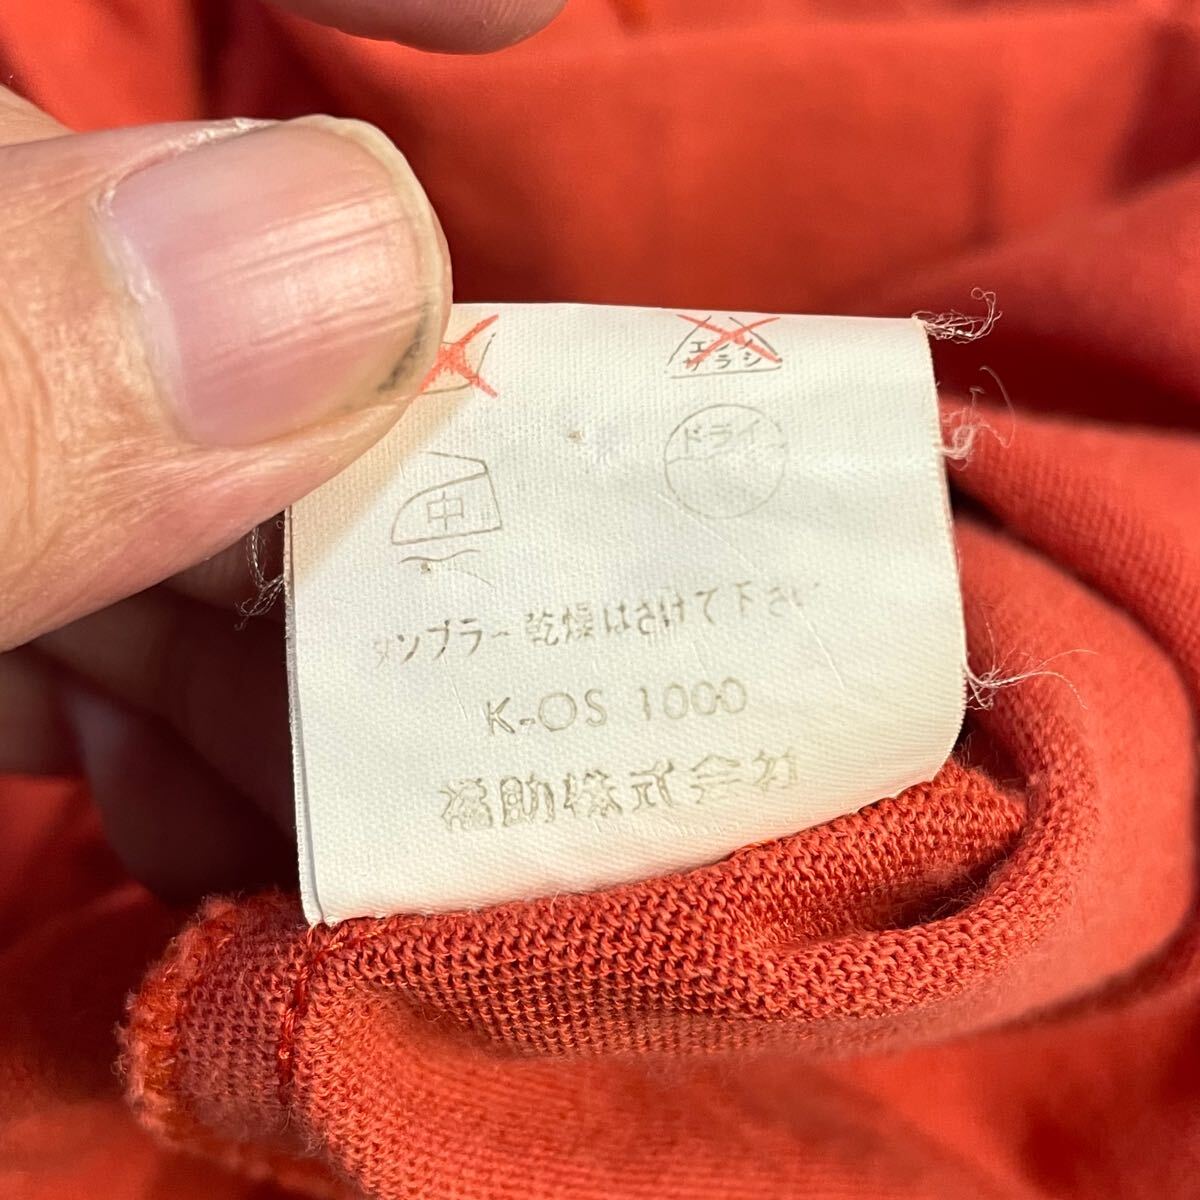 エンソ
サラシ
ドライ
中
タンブラー乾燥はさけて下さい
K-OS 1000
福助株式会社